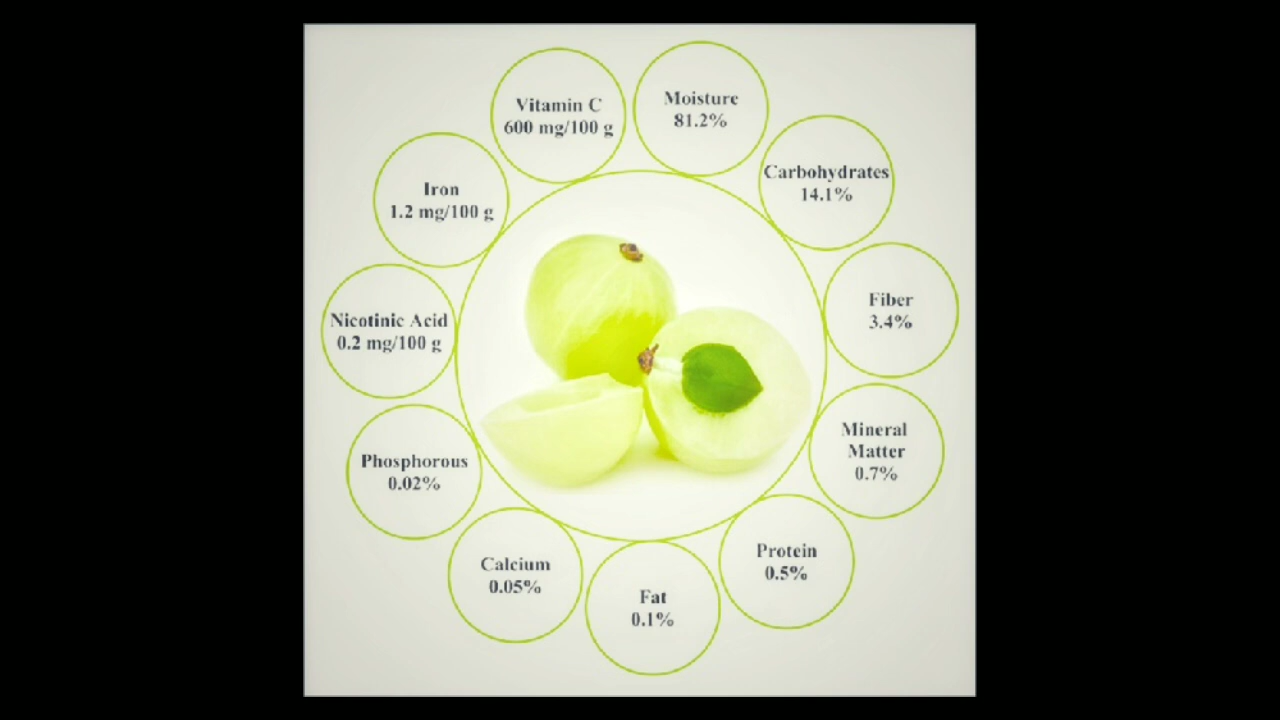 Vitamin C
600 mg/100 g
Moisture
81.2%
Carbohydrates
14.1%
Fiber
3.4%
Mineral
Matter
0.7%
Protein
0.5%
Fat
0.1%
Calcium
0.05%
Phosphorous
0.02%
Nicotinic Acid
0.2 mg/100 g
Iron
1.2 mg/100 g